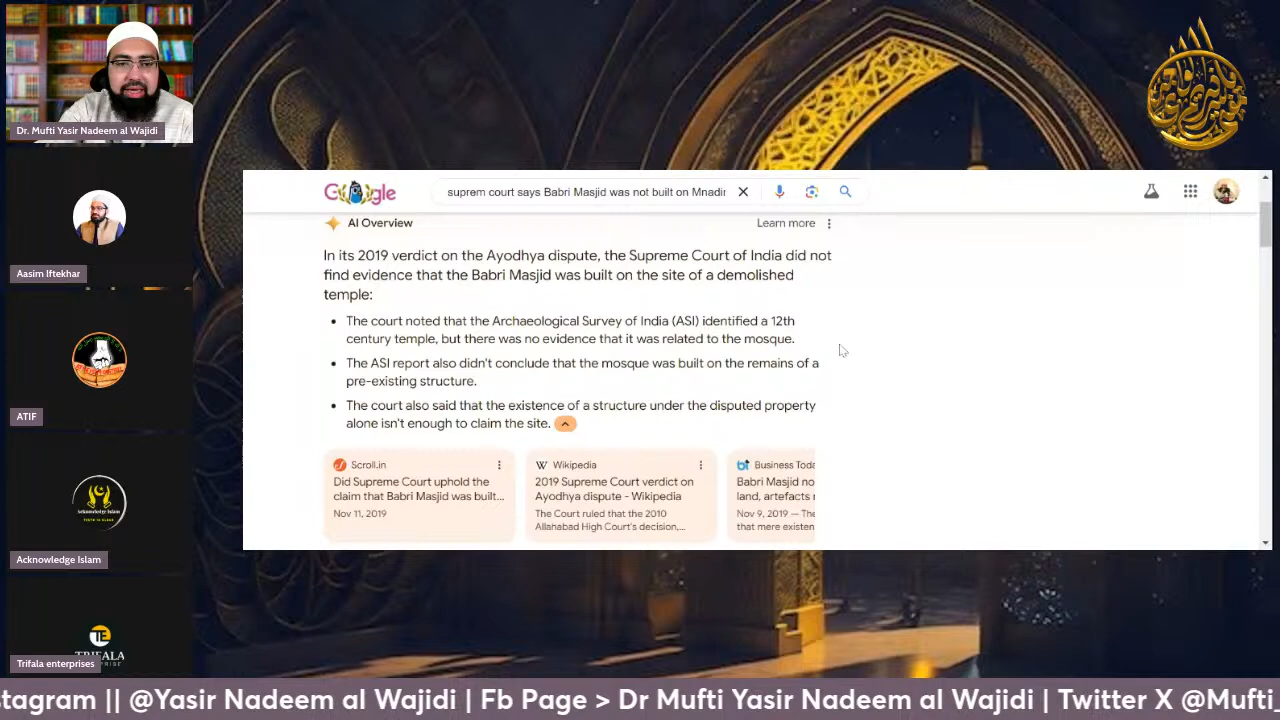 Dr. Mufti Yasir Nadeem al Wajidi
Aasim Iftekhar
ATIF
Acknowledge Islam
Acknowledge Islam
TE
Trifala enterprises
Google
suprem court says Babri Masjid was not built on Mnadir
AI Overview
Learn more
In its 2019 verdict on the Ayodhya dispute, the Supreme Court of India did not
find evidence that the Babri Masjid was built on the site of a demolished
temple:
• The court noted that the Archaeological Survey of India (ASI) identified a 12th
century temple, but there was no evidence that it was related to the mosque.
• The ASI report also didn't conclude that the mosque was built on the remains of a
pre-existing structure.
• The court also said that the existence of a structure under the disputed property
alone isn't enough to claim the site.
Scroll.in
Did Supreme Court uphold the
claim that Babri Masjid was built...
Nov 11, 2019
W Wikipedia
2019 Supreme Court verdict on
Ayodhya dispute - Wikipedia
The Court ruled that the 2010
Allahabad High Court's decision,...
bt Business Toda
Babri Masjid no
land, artefacts
Nov 9, 2019 — The
that mere existen
stagram || @Yasir Nadeem al Wajidi | Fb Page > Dr Mufti Yasir Nadeem al Wajidi | Twitter X @Mufti_